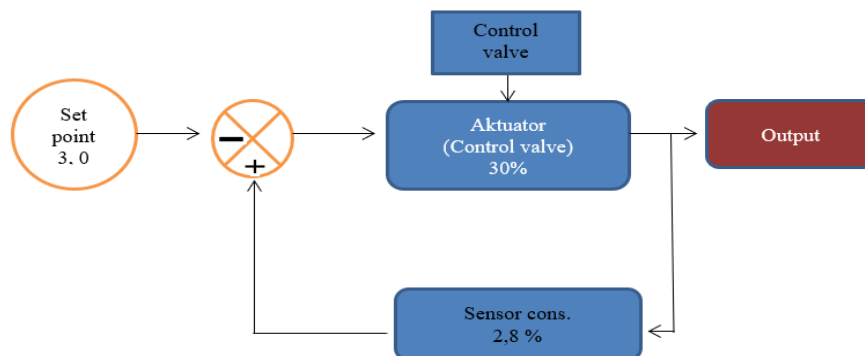 Control
valve
Set
point
3, 0
−
+
Aktuator
(Control valve)
30%
Output
Sensor cons.
2,8 %